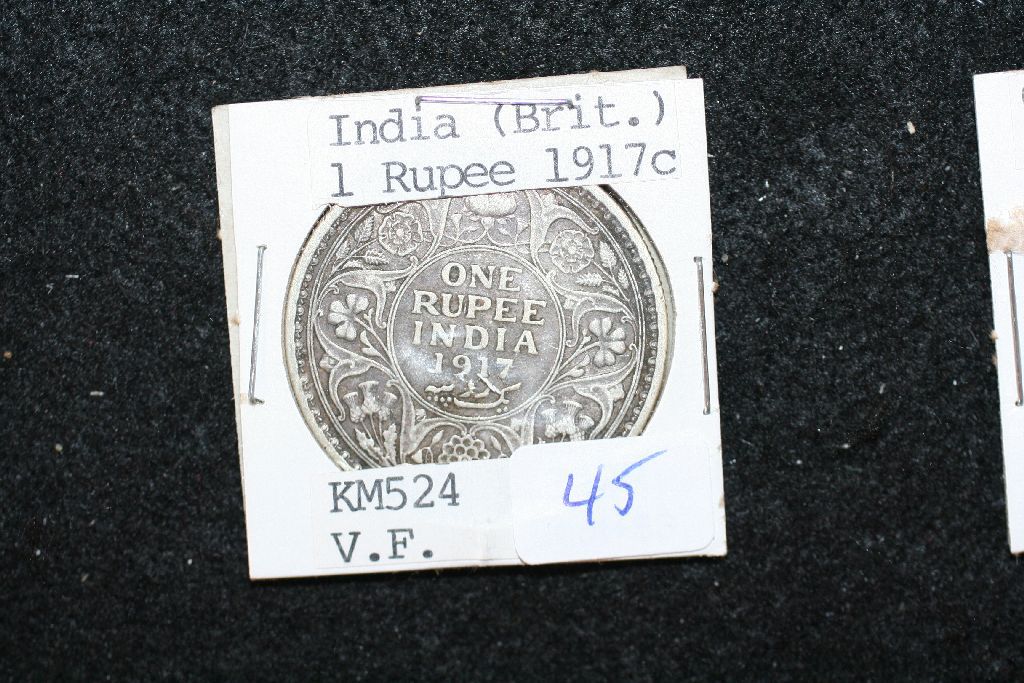 India (Brit.)
1 Rupee 1917c
ONE
RUPEE
INDIA
1917
KM524
V.F.
45